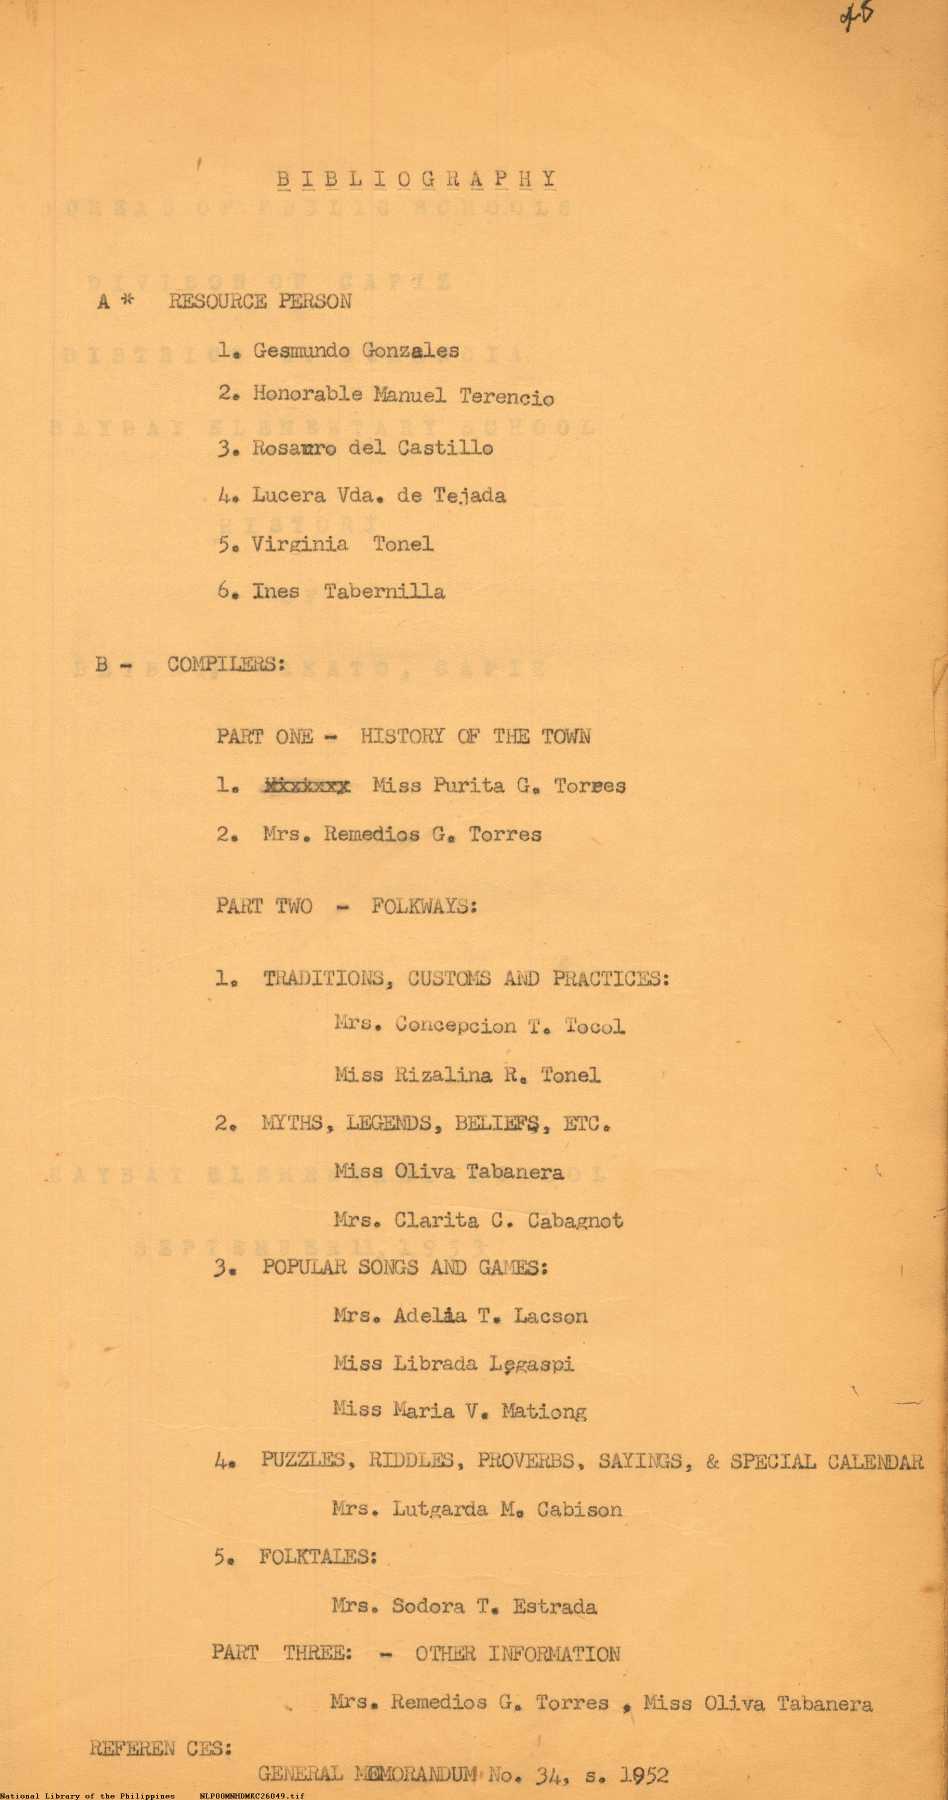 45
BIBLIOGRAPHY
A * RESOURCE PERSON
1. Gesmundo Gonzales
2. Honorable Manuel Terencio
3. Rosauro del Castillo
4. Lucera Vda. de Tejada
5. Virginia Tonel
6. Ines Tabernilla
B - COMPILERS:
PART ONE - HISTORY OF THE TOWN
1. Miss Purita G. Torres
2. Mrs. Remedios G. Torres
PART TWO - FOLKWAYS:
1. TRADITIONS, CUSTOMS AND PRACTICES:
Mrs. Concepcion T. Tocol
Miss Rizalina R. Tonel
2. MYTHS, LEGENDS, BELIEFS, ETC.
Miss Oliva Tabanera
Mrs. Clarita C. Cabagnot
3. POPULAR SONGS AND GAMES:
Mrs. Adelia T. Lacson
Miss Librada Legaspi
Miss Maria V. Mationg
4. PUZZLES, RIDDLES, PROVERBS, SAYINGS, & SPECIAL CALENDAR
Mrs. Lutgarda M. Cabison
5. FOLKTALES:
Mrs. Sodora T. Estrada
PART THREE: - OTHER INFORMATION
Mrs. Remedios G. Torres , Miss Oliva Tabanera
REFEREN CES:
GENERAL MEMORANDUM No. 34, s. 1952
National Library of the Philippines NLP00MNHDMKC26049.tif